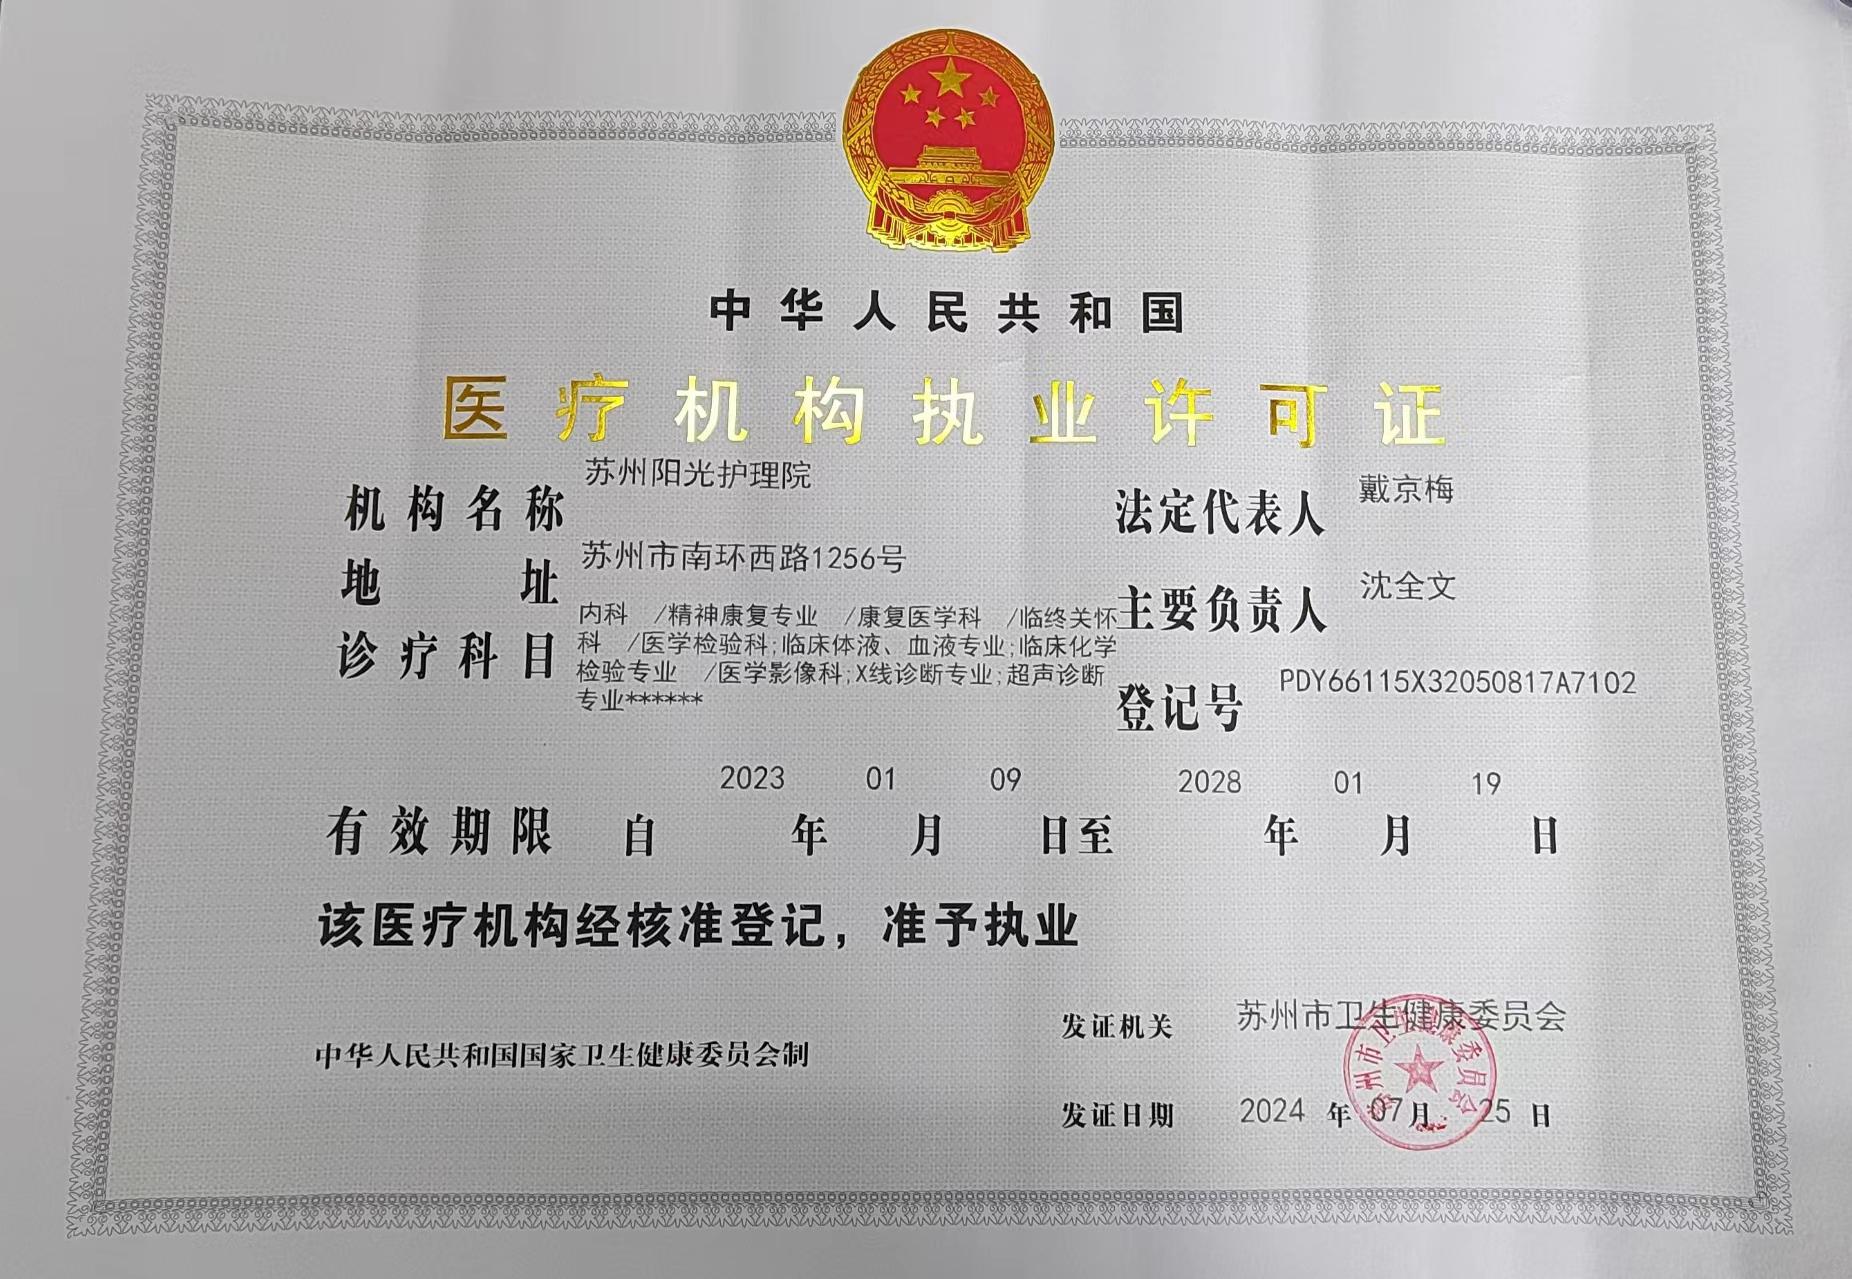 中华人民共和国
医疗机构执业许可证
机构名称 苏州阳光护理院
地址 苏州市南环西路1256号
诊疗科目 内科 /精神康复专业 /康复医学科 /临终关怀
科 /医学检验科;临床体液、血液专业;临床化学
检验专业 /医学影像科;X线诊断专业;超声诊断
专业******
法定代表人 戴京梅
主要负责人 沈全文
登记号 PDY66115X32050817A7102
有效期限 自 2023 年 01 月 09 日至 2028 年 01 月 19 日
该医疗机构经核准登记，准予执业
中华人民共和国国家卫生健康委员会制
发证机关 苏州市卫生健康委员会
发证日期 2024 年 07 月 25 日
苏州市卫生健康委员会